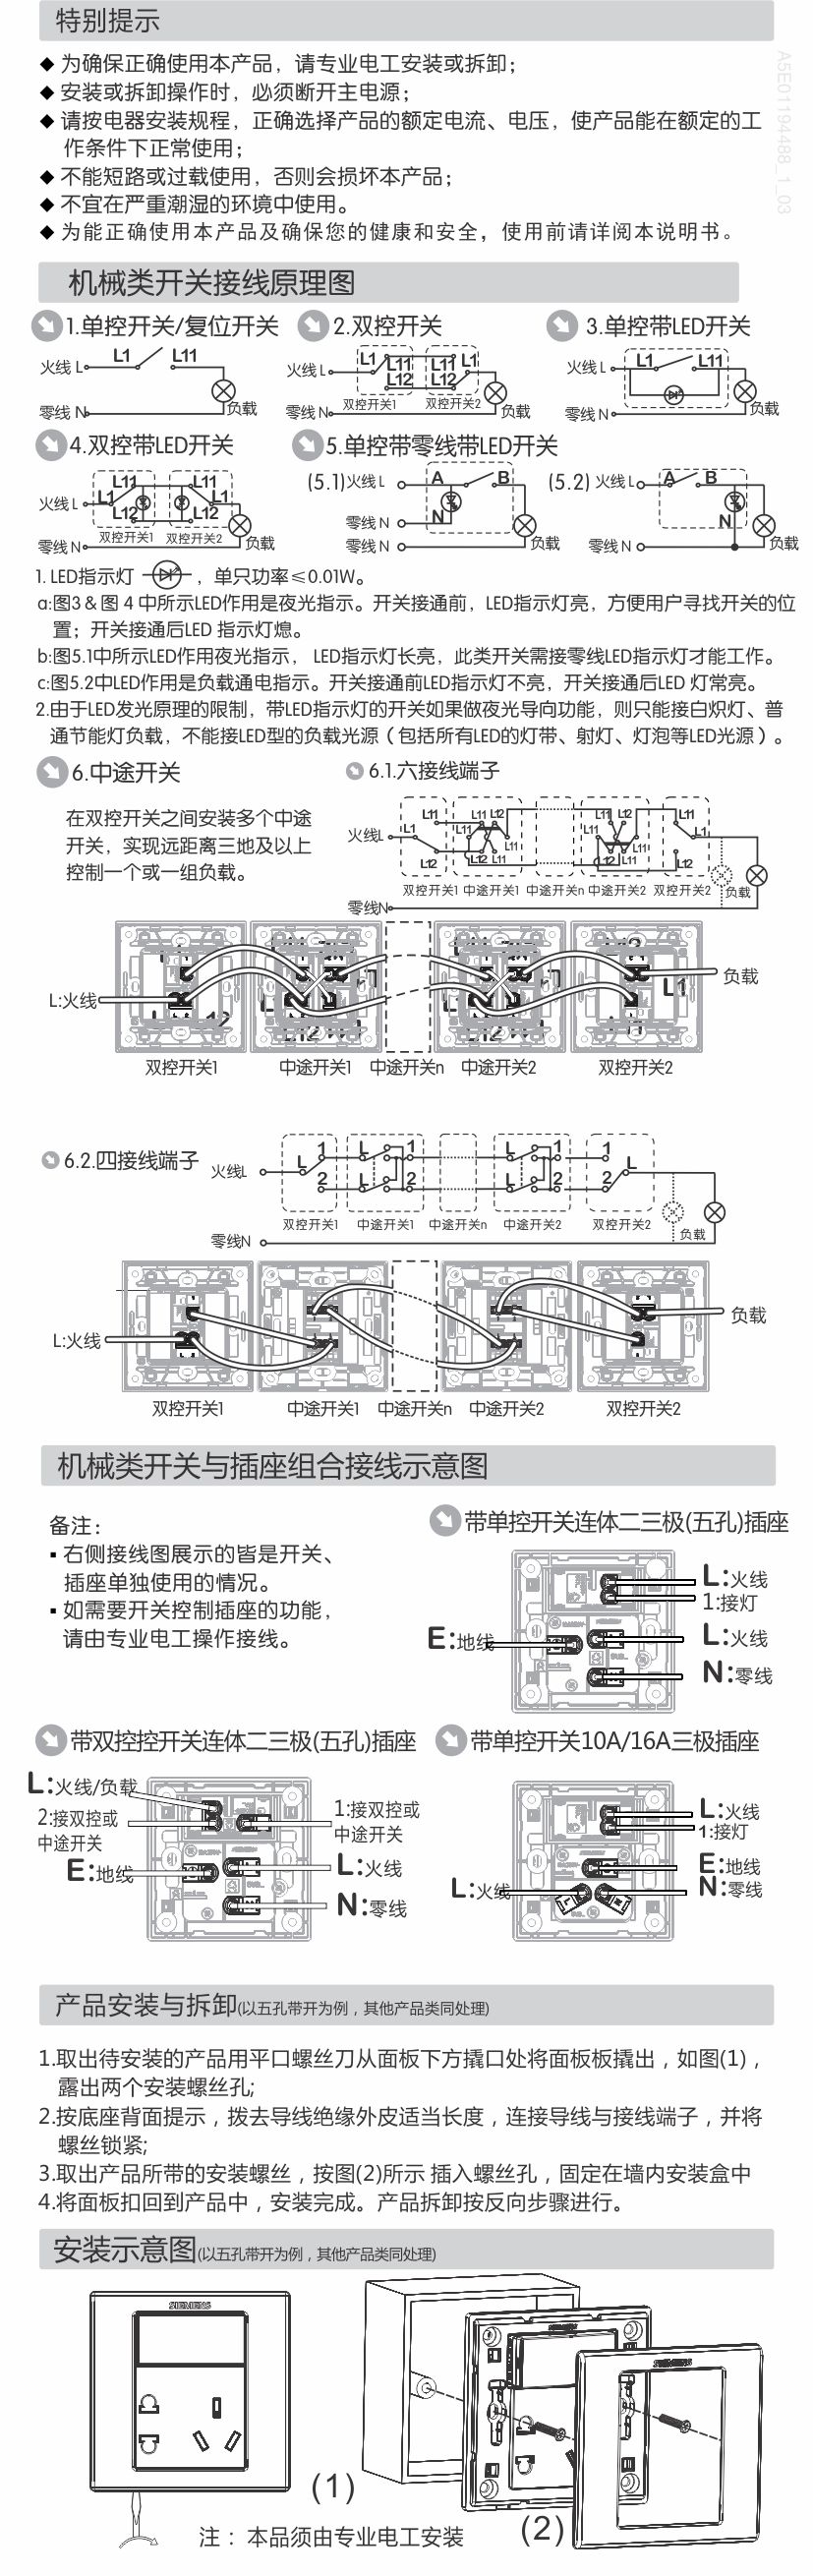 特别提示
◆ 为确保正确使用本产品，请专业电工安装或拆卸；
◆ 安装或拆卸操作时，必须断开主电源；
◆ 请按电器安装规程，正确选择产品的额定电流、电压，使产品能在额定的工
作条件下正常使用；
◆ 不能短路或过载使用，否则会损坏本产品；
◆ 不宜在严重潮湿的环境中使用。
◆ 为能正确使用本产品及确保您的健康和安全，使用前请详阅本说明书。
A5E01194488_1_03
机械类开关接线原理图
1.单控开关/复位开关
火线 L L1 L11
零线 N 负载
2.双控开关
火线 L L1 L11 L12 L11 L12 L1
零线 N 双控开关1 双控开关2 负载
3.单控带LED开关
火线 L L1 L11
零线 N 负载
4.双控带LED开关
火线 L L1 L11 L12 L11 L12 L1
零线 N 双控开关1 双控开关2 负载
5.单控带零线带LED开关
(5.1)火线 L A B
零线 N N
零线 N 负载
(5.2) 火线 L A B
N
零线 N 负载
1. LED指示灯 ，单只功率≤0.01W。
a:图3 & 图 4 中所示LED作用是夜光指示。开关接通前，LED指示灯亮，方便用户寻找开关的位
置；开关接通后LED 指示灯熄。
b:图5.1中所示LED作用夜光指示， LED指示灯长亮，此类开关需接零线LED指示灯才能工作。
c:图5.2中LED作用是负载通电指示。开关接通前LED指示灯不亮，开关接通后LED 灯常亮。
2.由于LED发光原理的限制，带LED指示灯的开关如果做夜光导向功能，则只能接白炽灯、普
通节能灯负载，不能接LED型的负载光源（包括所有LED的灯带、射灯、灯泡等LED光源）。
6.中途开关
在双控开关之间安装多个中途
开关，实现远距离三地及以上
控制一个或一组负载。
6.1.六接线端子
火线L L1 L11 L12 L11 L12 L11 L12 L11 L11 L11 L12 L11 L11 L12 L11 L11 L12 L1
双控开关1 中途开关1 中途开关n 中途开关2 双控开关2 负载
零线N
L:火线 L1 负载
双控开关1 中途开关1 中途开关n 中途开关2 双控开关2
6.2.四接线端子
火线L L 1 2 L 1 L 2 L 1 L 2 1 2 L
双控开关1 中途开关1 中途开关n 中途开关2 双控开关2 负载
零线N
L:火线 负载
双控开关1 中途开关1 中途开关n 中途开关2 双控开关2
机械类开关与插座组合接线示意图
备注：
▪ 右侧接线图展示的皆是开关、
插座单独使用的情况。
▪ 如需要开关控制插座的功能，
请由专业电工操作接线。
带单控开关连体二三极(五孔)插座
L:火线
1:接灯
E:地线
L:火线
N:零线
带双控控开关连体二三极(五孔)插座
L:火线/负载
2:接双控或
中途开关
E:地线
1:接双控或
中途开关
L:火线
N:零线
带单控开关10A/16A三极插座
L:火线
1:接灯
E:地线
L:火线
N:零线
产品安装与拆卸(以五孔带开为例，其他产品类同处理)
1.取出待安装的产品用平口螺丝刀从面板下方撬口处将面板板撬出，如图(1)，
露出两个安装螺丝孔;
2.按底座背面提示，拨去导线绝缘外皮适当长度，连接导线与接线端子，并将
螺丝锁紧;
3.取出产品所带的安装螺丝，按图(2)所示 插入螺丝孔，固定在墙内安装盒中
4.将面板扣回到产品中，安装完成。产品拆卸按反向步骤进行。
安装示意图(以五孔带开为例，其他产品类同处理)
SIEMENS
SIEMENS
SIEMENS
(1)
(2)
注： 本品须由专业电工安装